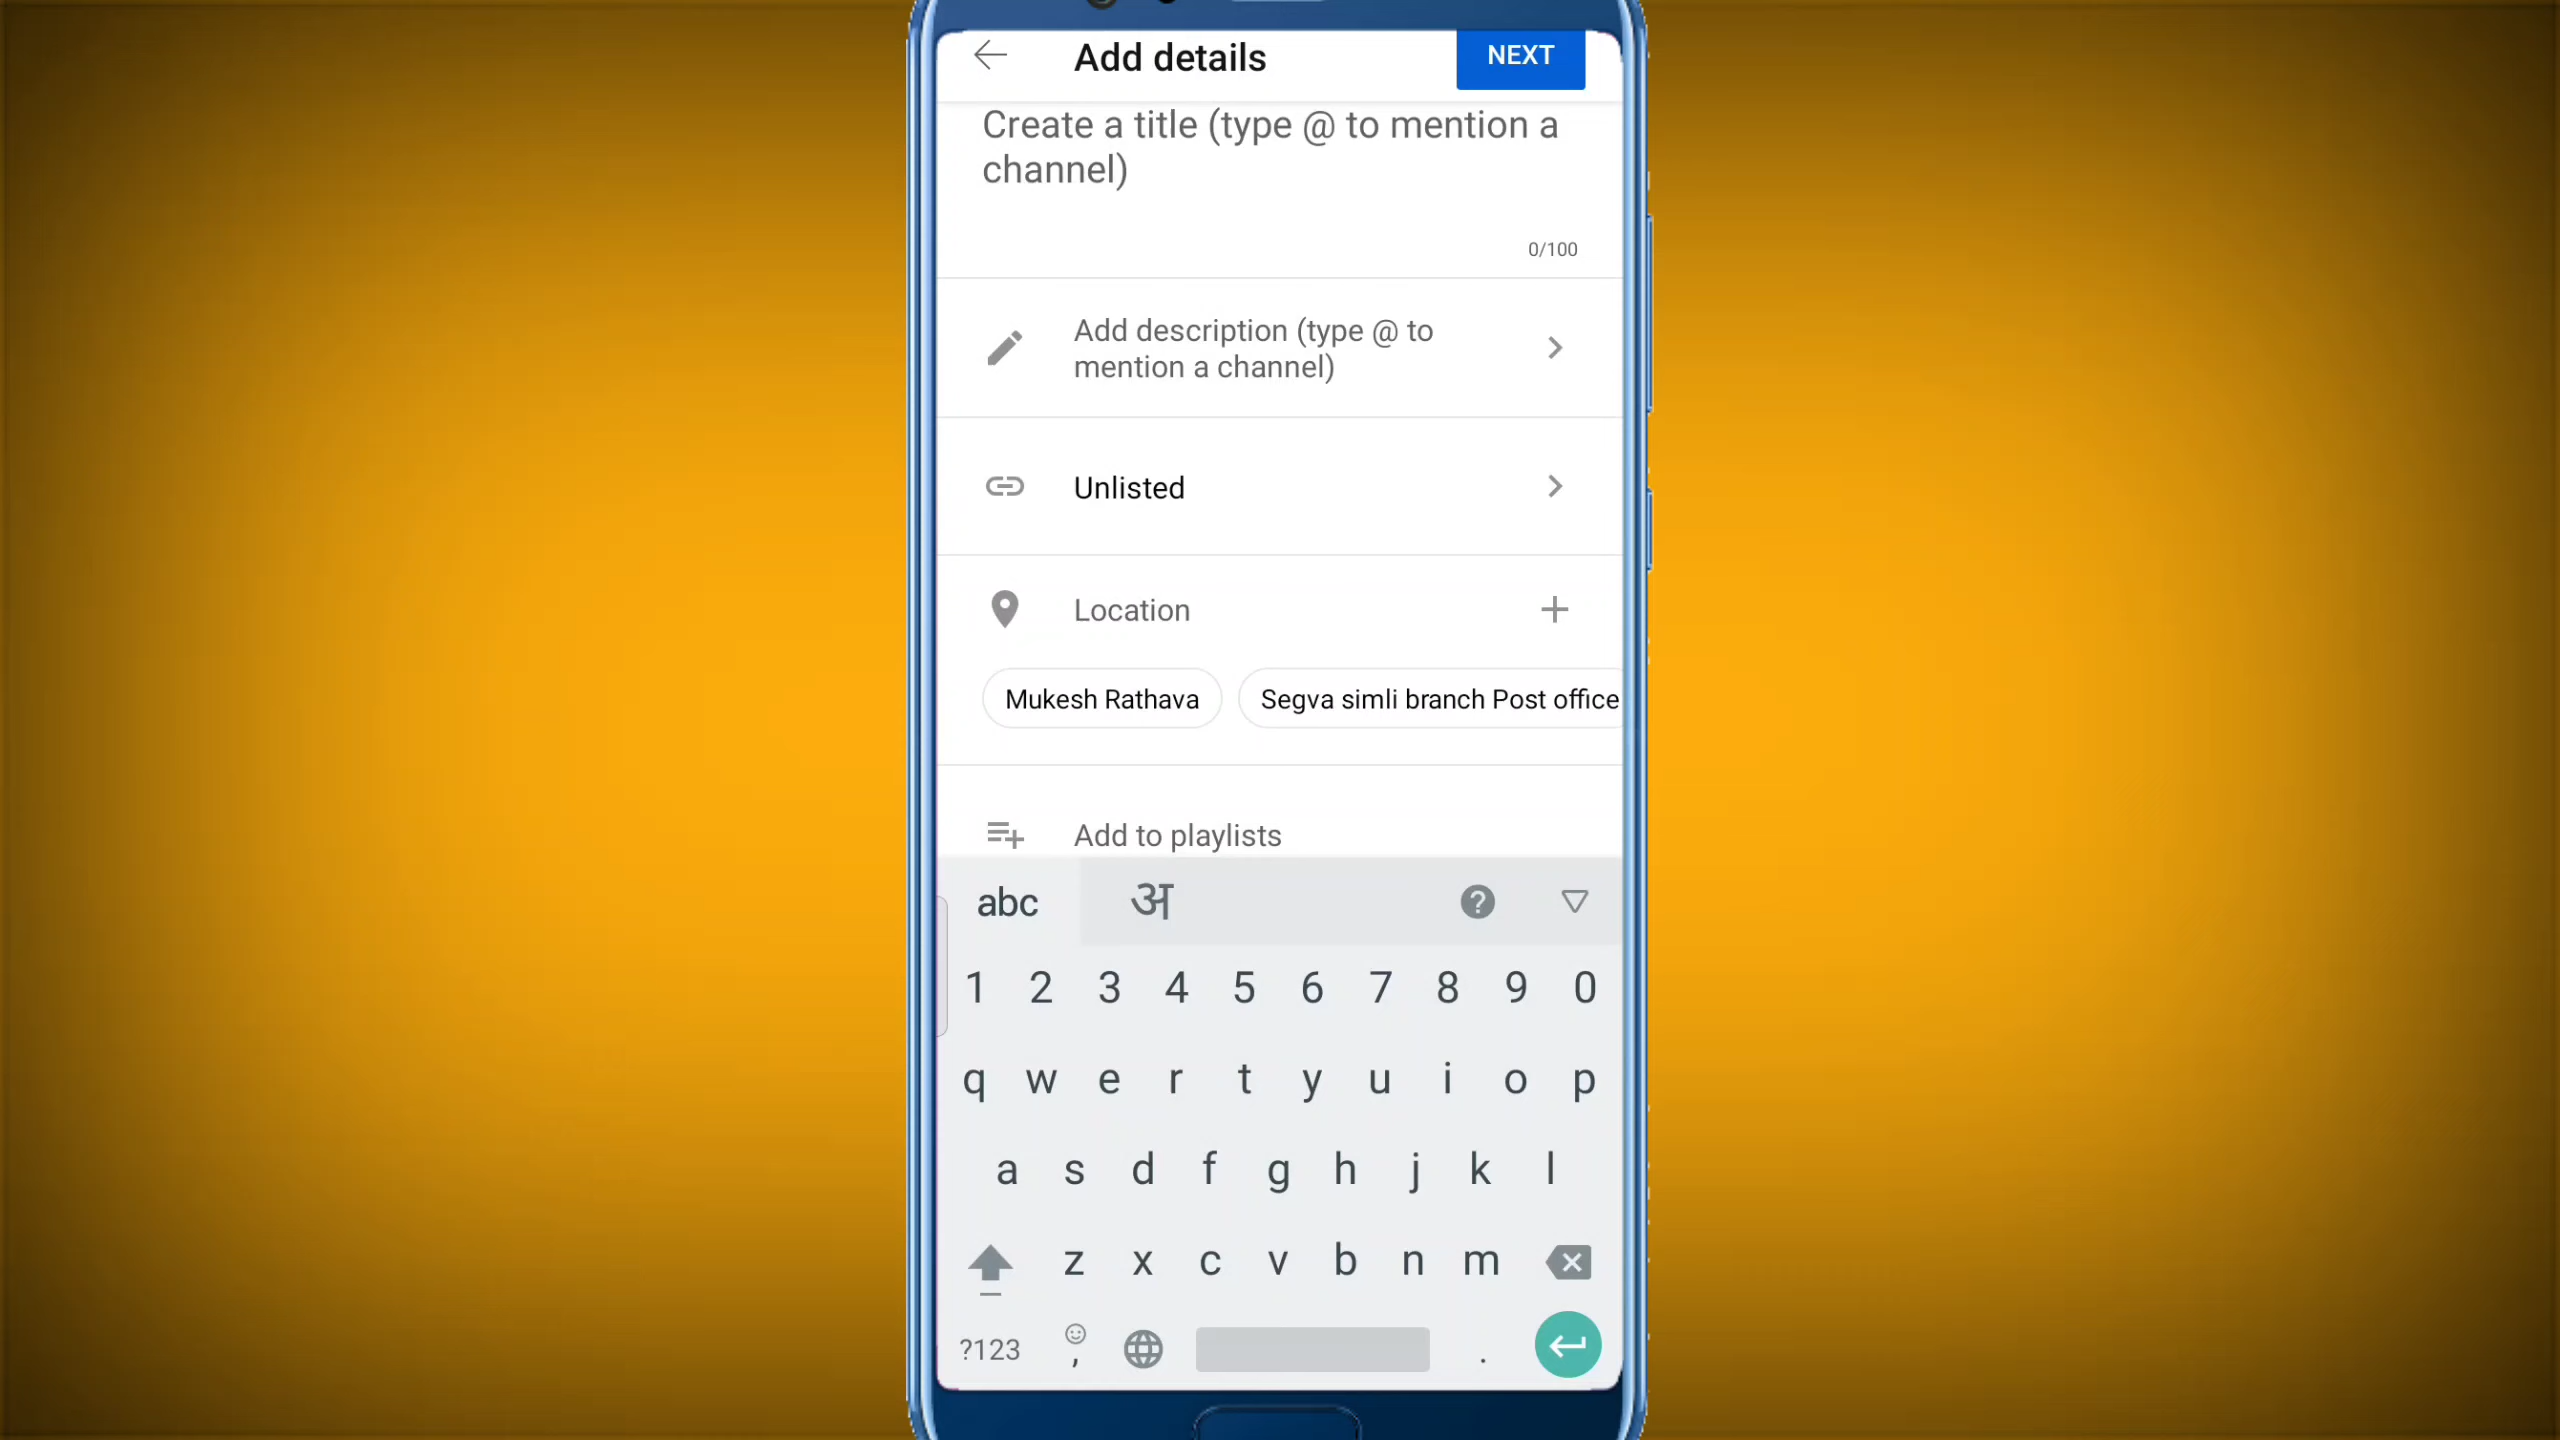 Add details NEXT
Create a title (type @ to mention a
channel)
0/100
Add description (type @ to
mention a channel)
Unlisted
Location
Mukesh Rathava Segva simli branch Post office
Add to playlists
abc अ
1 2 3 4 5 6 7 8 9 0
q w e r t y u i o p
a s d f g h j k l
z x c v b n m
?123 , .